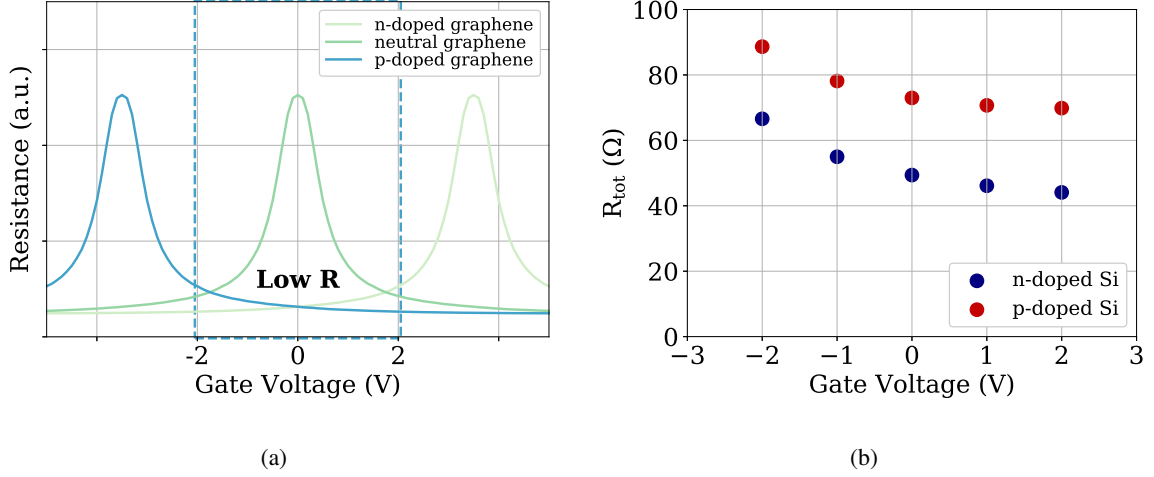 n-doped graphene
neutral graphene
p-doped graphene
Low R
Resistance (a.u.)
-2 0 2
Gate Voltage (V)
(a)
100
80
60
40
20
0
R_tot (Ω)
n-doped Si
p-doped Si
−3 −2 −1 0 1 2 3
Gate Voltage (V)
(b)